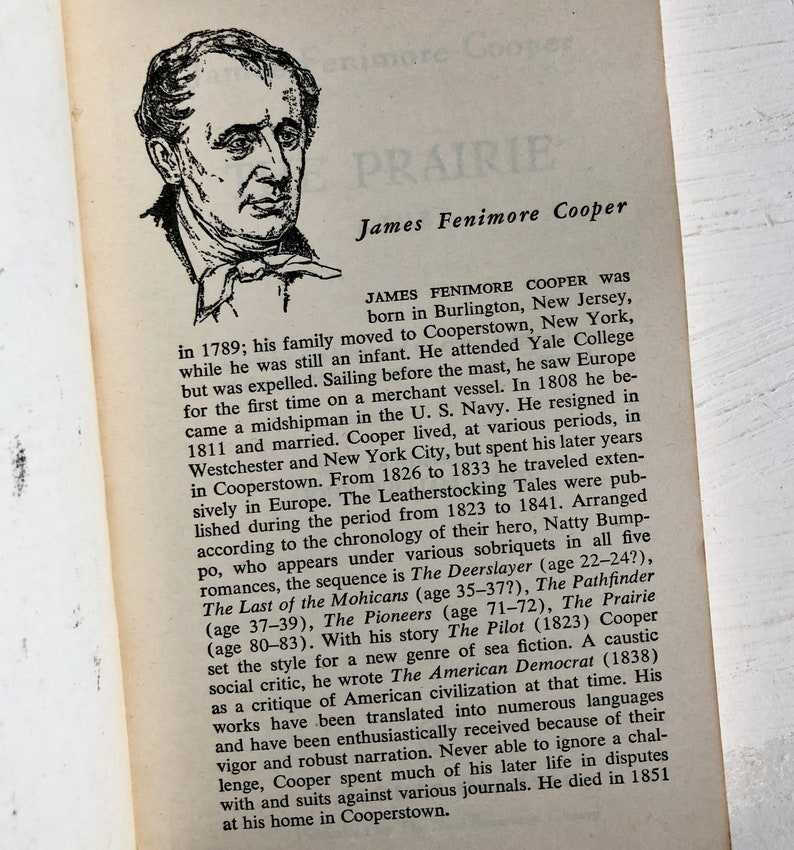 James Fenimore Cooper
THE PRAIRIE
James Fenimore Cooper
JAMES FENIMORE COOPER was
born in Burlington, New Jersey,
in 1789; his family moved to Cooperstown, New York,
while he was still an infant. He attended Yale College
but was expelled. Sailing before the mast, he saw Europe
for the first time on a merchant vessel. In 1808 he be-
came a midshipman in the U. S. Navy. He resigned in
1811 and married. Cooper lived, at various periods, in
Westchester and New York City, but spent his later years
in Cooperstown. From 1826 to 1833 he traveled exten-
sively in Europe. The Leatherstocking Tales were pub-
lished during the period from 1823 to 1841. Arranged
according to the chronology of their hero, Natty Bump-
po, who appears under various sobriquets in all five
romances, the sequence is The Deerslayer (age 22–24?),
The Last of the Mohicans (age 35–37?), The Pathfinder
(age 37–39), The Pioneers (age 71–72), The Prairie
(age 80–83). With his story The Pilot (1823) Cooper
set the style for a new genre of sea fiction. A caustic
social critic, he wrote The American Democrat (1838)
as a critique of American civilization at that time. His
works have been translated into numerous languages
and have been enthusiastically received because of their
vigor and robust narration. Never able to ignore a chal-
lenge, Cooper spent much of his later life in disputes
with and suits against various journals. He died in 1851
at his home in Cooperstown.